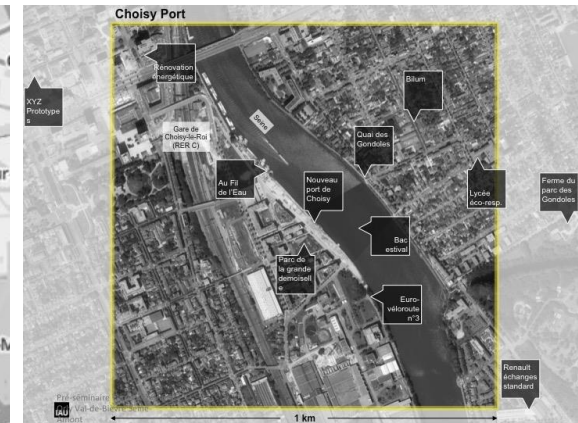 Choisy Port
Rénovation
énergétique
XYZ
Prototype
s
Bilum
Seine
Gare de
Choisy-le-Roi
(RER C)
Quai des
Gondoles
Au Fil
de l'Eau
Nouveau
port de
Choisy
Lycée
éco-resp.
Ferme du
parc des
Gondoles
Bac
estival
Parc de
la grande
demoisell
e
Euro-
véloroute
n°3
Renault
échanges
standard
Pré-séminaire
Val-de-Bièvre Seine-
Amont
IAU
1 km